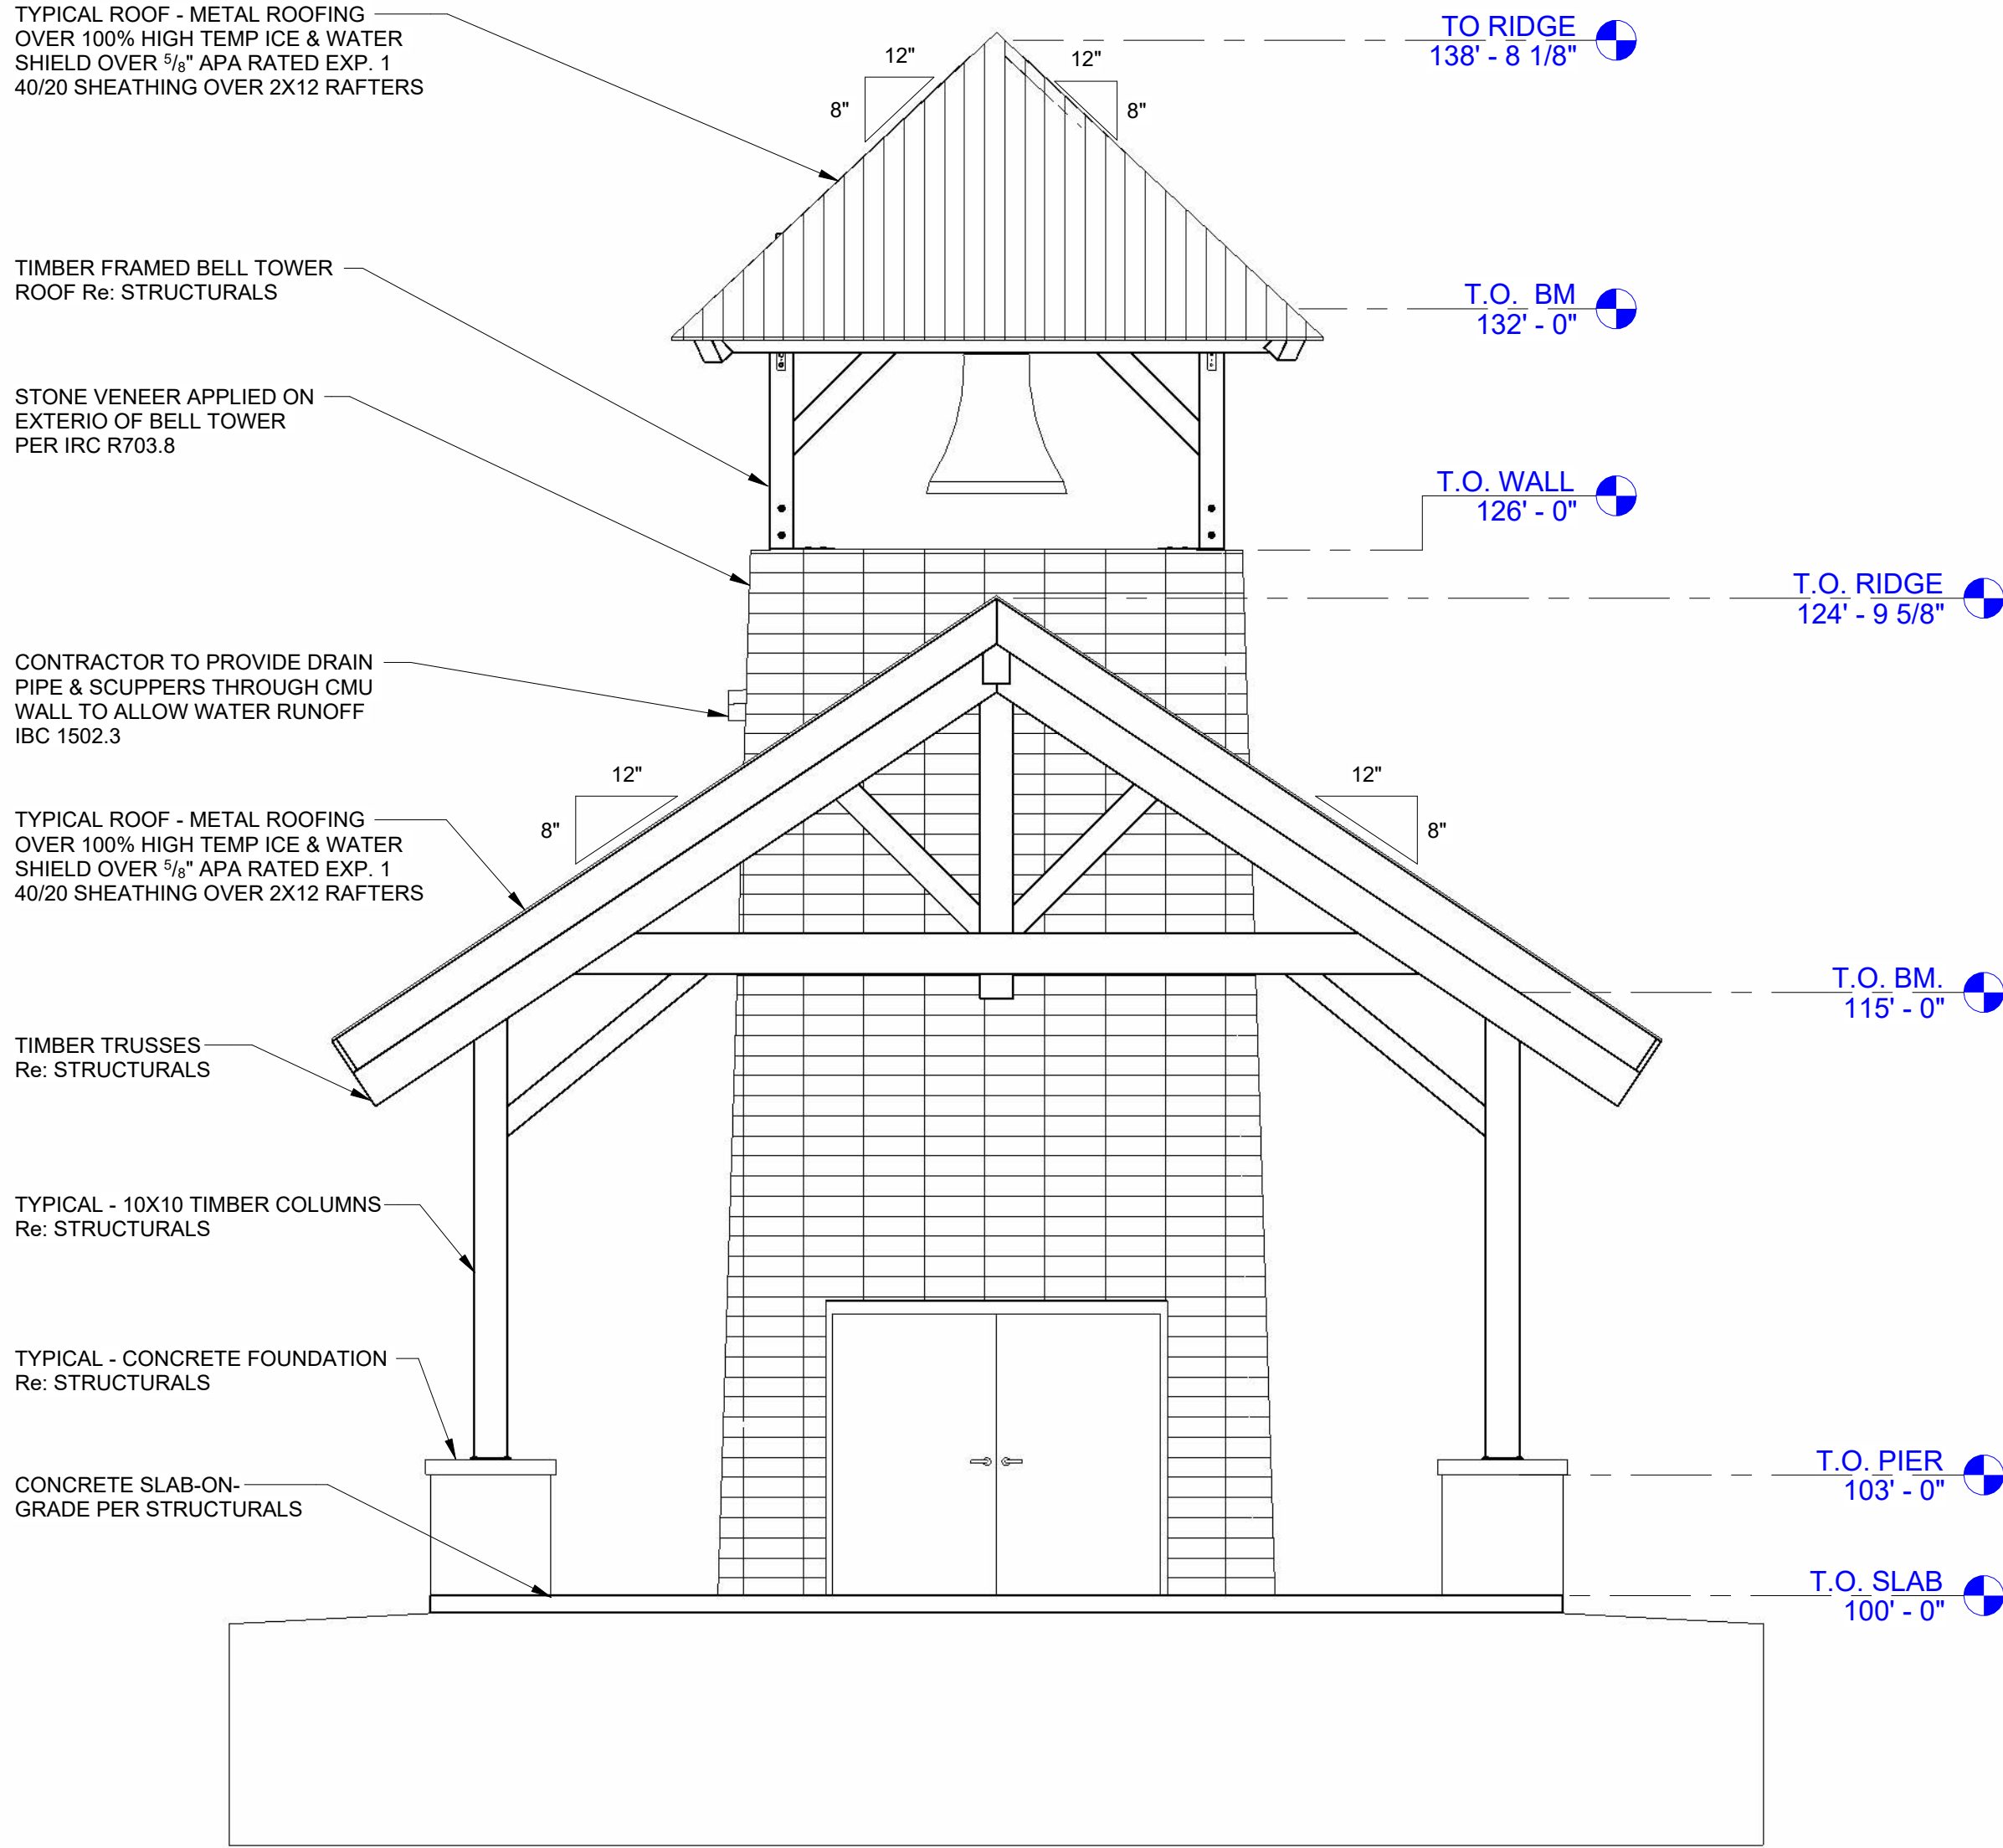 TYPICAL ROOF - METAL ROOFING
OVER 100% HIGH TEMP ICE & WATER
SHIELD OVER 5/8" APA RATED EXP. 1
40/20 SHEATHING OVER 2X12 RAFTERS
12"
8"
12"
8"
TO RIDGE
138' - 8 1/8"
TIMBER FRAMED BELL TOWER
ROOF Re: STRUCTURALS
T.O. BM
132' - 0"
STONE VENEER APPLIED ON
EXTERIO OF BELL TOWER
PER IRC R703.8
T.O. WALL
126' - 0"
T.O. RIDGE
124' - 9 5/8"
CONTRACTOR TO PROVIDE DRAIN
PIPE & SCUPPERS THROUGH CMU
WALL TO ALLOW WATER RUNOFF
IBC 1502.3
12"
8"
12"
8"
TYPICAL ROOF - METAL ROOFING
OVER 100% HIGH TEMP ICE & WATER
SHIELD OVER 5/8" APA RATED EXP. 1
40/20 SHEATHING OVER 2X12 RAFTERS
T.O. BM.
115' - 0"
TIMBER TRUSSES
Re: STRUCTURALS
TYPICAL - 10X10 TIMBER COLUMNS
Re: STRUCTURALS
TYPICAL - CONCRETE FOUNDATION
Re: STRUCTURALS
T.O. PIER
103' - 0"
CONCRETE SLAB-ON-
GRADE PER STRUCTURALS
T.O. SLAB
100' - 0"